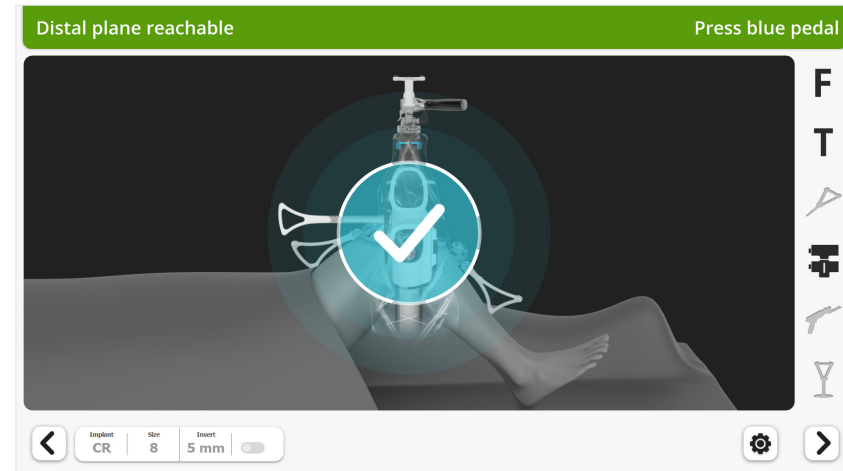 Distal plane reachable
Press blue pedal
F
T
Implant Size Insert
CR 8 5 mm